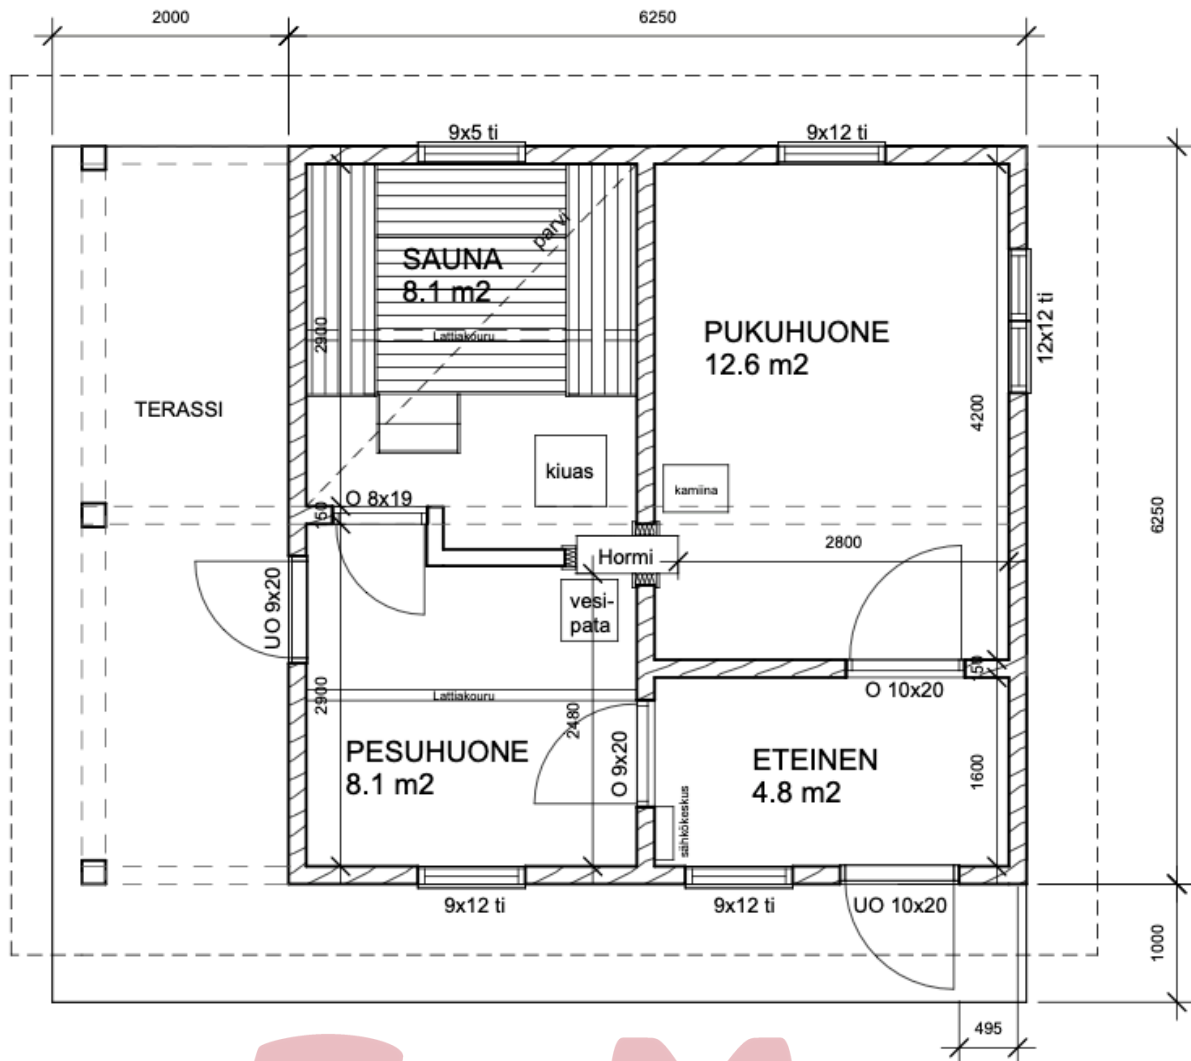 2000
6250
9x5 ti
9x12 ti
parvi
SAUNA
8.1 m2
2900
Lattiakouru
PUKUHUONE
12.6 m2
12x12 ti
TERASSI
4200
kiuas
kamiina
O 8x19
150
6250
Hormi
2800
UO 9x20
vesi-
pata
150
O 10x20
2900
Lattiakouru
2480
PESUHUONE
8.1 m2
O 9x20
ETEINEN
4.8 m2
1600
sähkökeskus
9x12 ti
9x12 ti
UO 10x20
1000
495